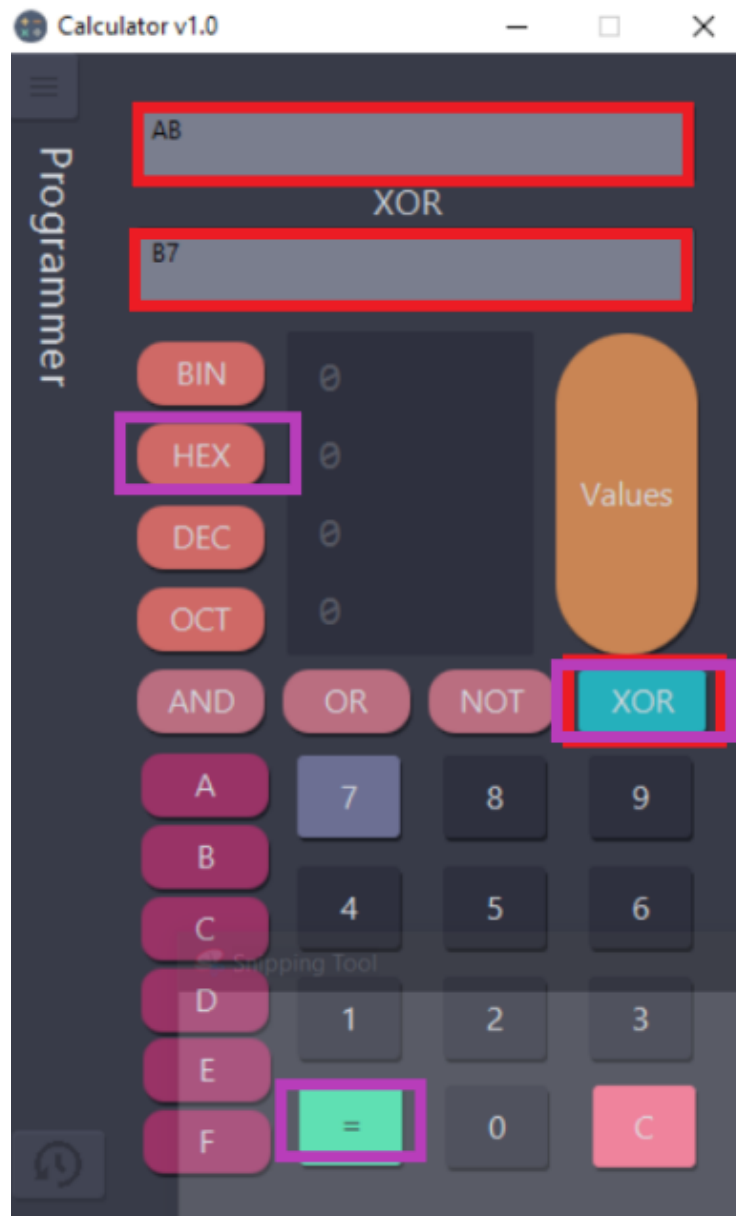 Calculator v1.0
Programmer
AB
XOR
B7
BIN 0
HEX 0
Values
DEC 0
OCT 0
AND OR NOT XOR
A 7 8 9
B
4 5 6
C
Snipping Tool
D 1 2 3
E
= 0 C
F